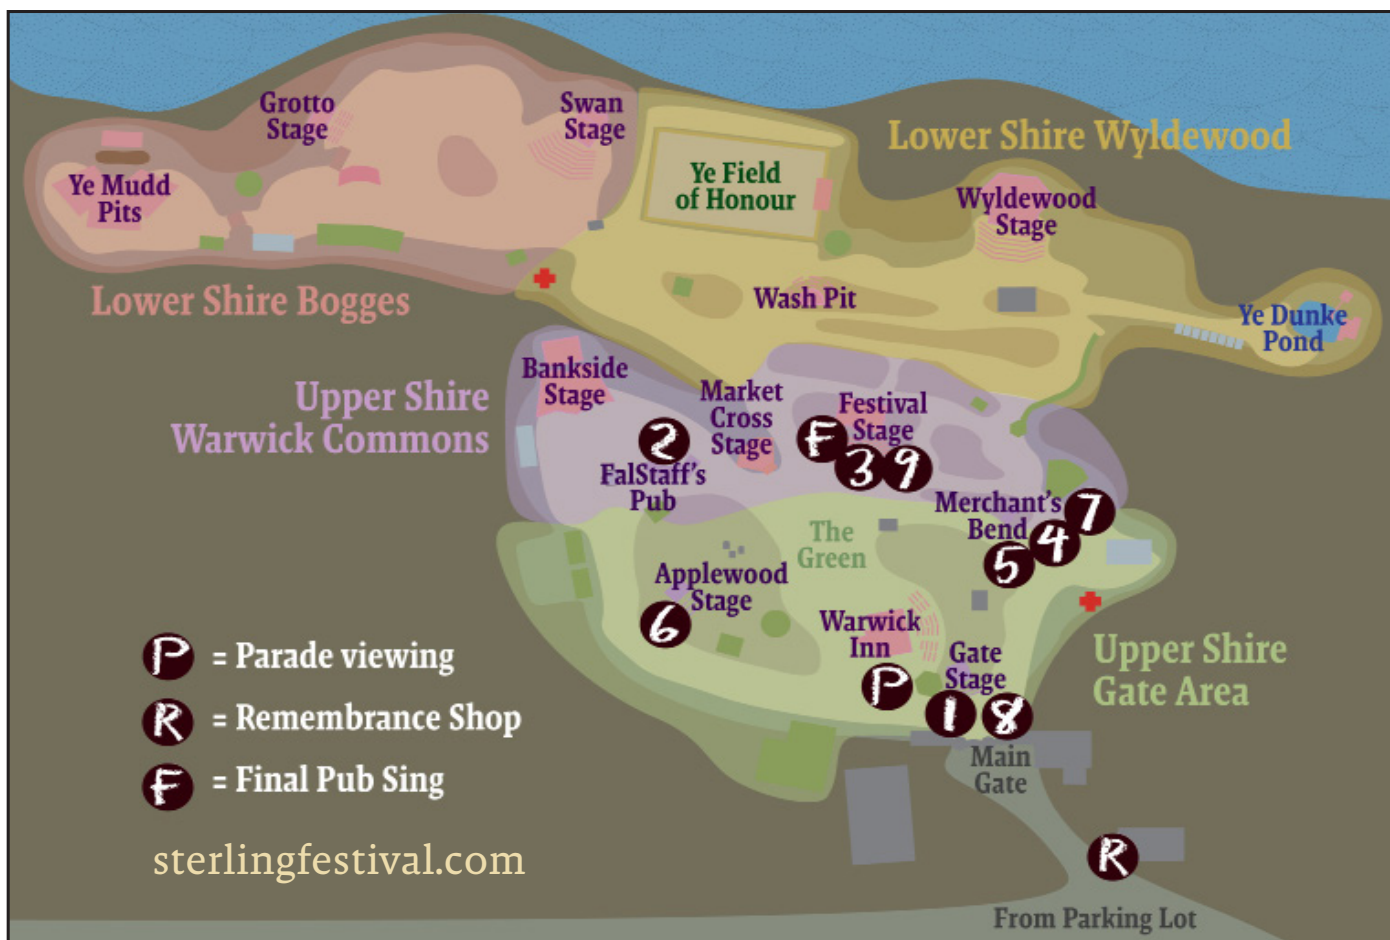 Grotto
Stage
Swan
Stage
Lower Shire Wyldewood
Ye Field
of Honour
Ye Mudd
Pits
Wyldewood
Stage
Lower Shire Bogges
Wash Pit
Ye Dunke
Pond
Bankside
Stage
Upper Shire
Warwick Commons
Market
Cross
Stage
Festival
Stage
2
F
3
9
FalStaff's
Pub
Merchant's
Bend
7
4
5
The
Green
Applewood
Stage
6
Warwick
Inn
P
Gate
Stage
1
8
Upper Shire
Gate Area
Main
Gate
P = Parade viewing
R = Remembrance Shop
F = Final Pub Sing
sterlingfestival.com
R
From Parking Lot